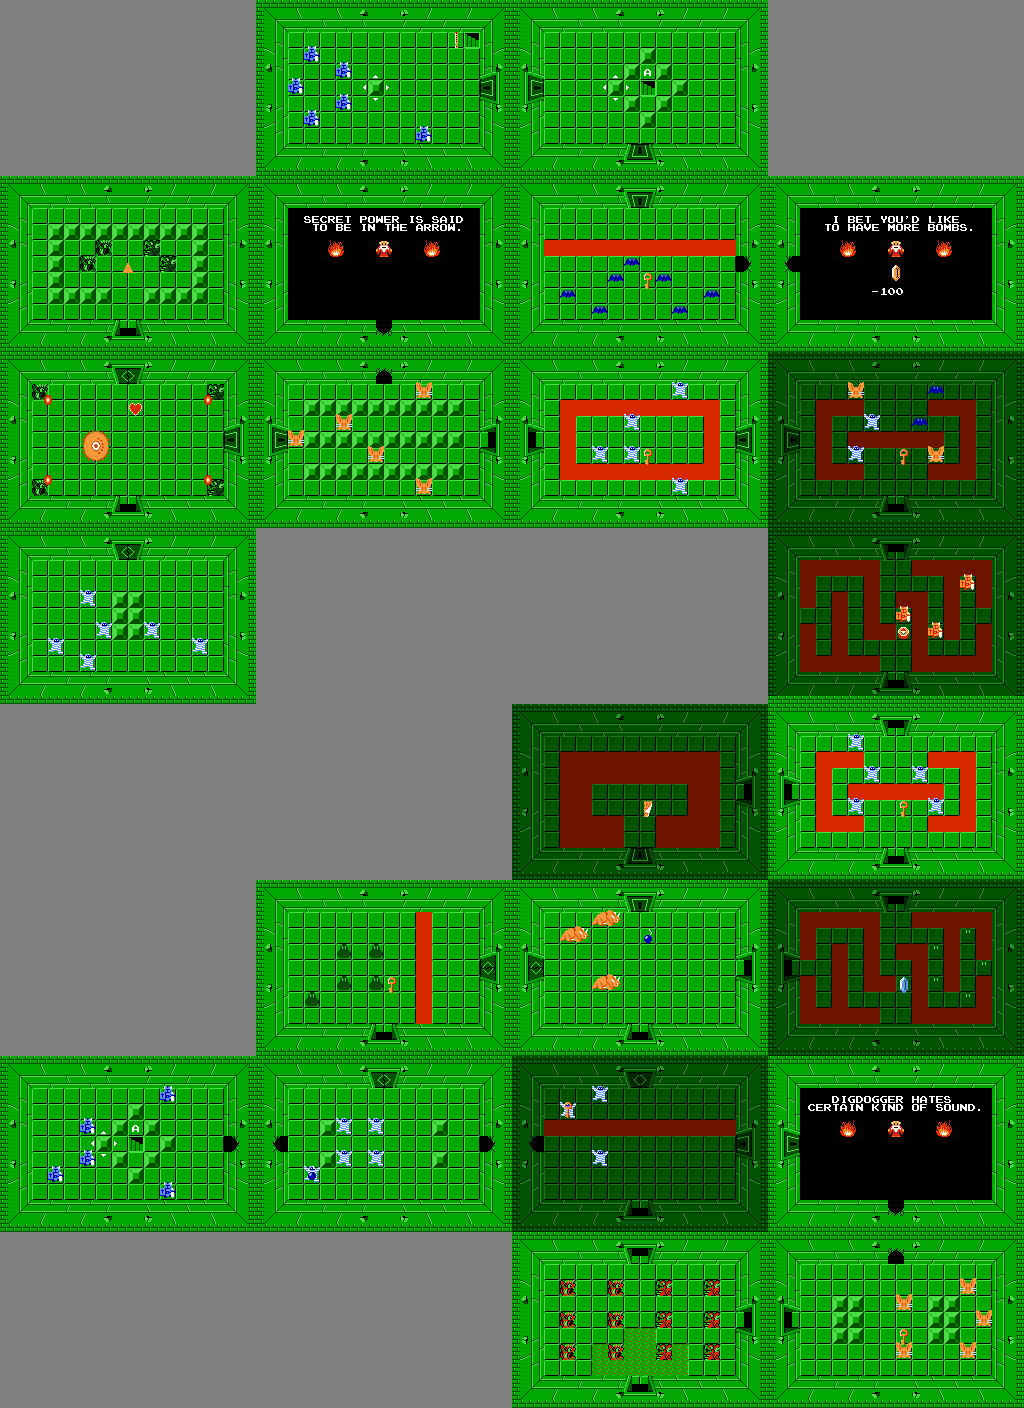 A
SECRET POWER IS SAID
TO BE IN THE ARROW.
I BET YOU'D LIKE
TO HAVE MORE BOMBS.
-100
A
DIGDOGGER HATES
CERTAIN KIND OF SOUND.